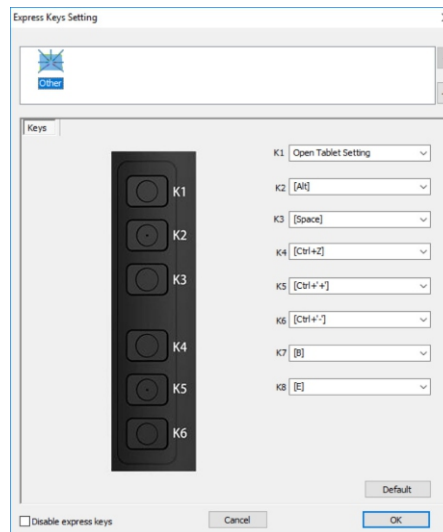 Express Keys Setting
Other
Keys
K1
K2
K3
K4
K5
K6
K1 Open Tablet Setting
K2 [Alt]
K3 [Space]
K4 [Ctrl+Z]
K5 [Ctrl+'+']
K6 [Ctrl+'-']
K7 [B]
K8 [E]
Default
Disable express keys
Cancel
OK